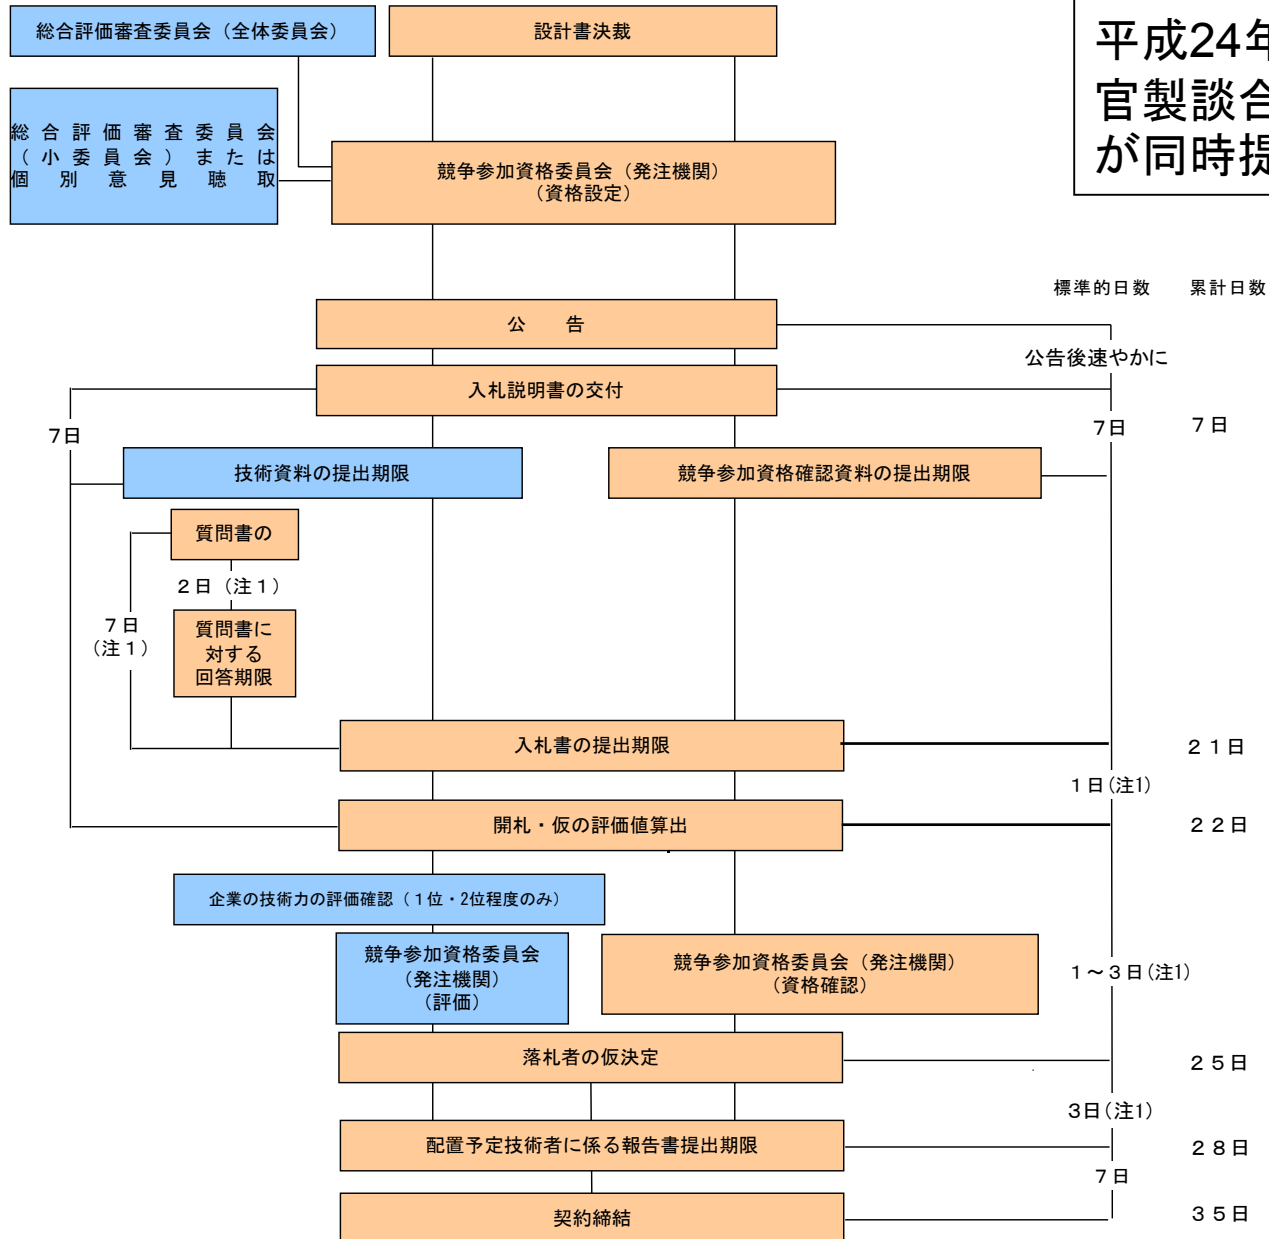 総合評価審査委員会（全体委員会）
設計書決裁
平成24年
官製談合
が同時提
総合評価審査委員会
（小委員会）または
個別意見聴取
競争参加資格委員会（発注機関）
（資格設定）
標準的日数　累計日数
公　告
公告後速やかに
入札説明書の交付
7日
7日　７日
技術資料の提出期限
競争参加資格確認資料の提出期限
質問書の
２日（注１）
７日
（注１）
質問書に
対する
回答期限
入札書の提出期限
２１日
１日(注1)
開札・仮の評価値算出
２２日
企業の技術力の評価確認（１位・2位程度のみ）
競争参加資格委員会
（発注機関）
（評価）
競争参加資格委員会（発注機関）
（資格確認）
１～３日(注1)
落札者の仮決定
２５日
3日(注1)
配置予定技術者に係る報告書提出期限
２８日
７日
契約締結
３５日